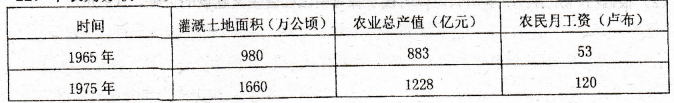 时间 灌溉土地面积（万公顷） 农业总产值（亿元） 农民月工资（卢布）
1965年 980 883 53
1975年 1660 1228 120